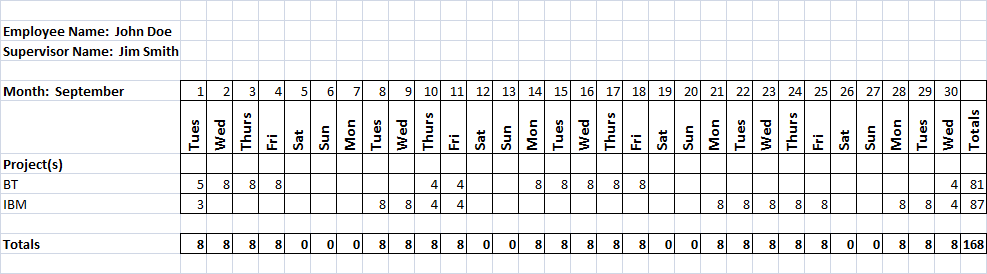 Employee Name: John Doe
Supervisor Name: Jim Smith
Month: September 1 2 3 4 5 6 7 8 9 10 11 12 13 14 15 16 17 18 19 20 21 22 23 24 25 26 27 28 29 30
Tues Wed Thurs Fri Sat Sun Mon Tues Wed Thurs Fri Sat Sun Mon Tues Wed Thurs Fri Sat Sun Mon Tues Wed Thurs Fri Sat Sun Mon Tues Wed Totals
Project(s)
BT 5 8 8 8 4 4 8 8 8 8 8 4 81
IBM 3 8 8 4 4 8 8 8 8 8 8 8 4 87
Totals 8 8 8 8 0 0 0 8 8 8 8 0 0 8 8 8 8 8 0 0 8 8 8 8 8 0 0 8 8 8 168